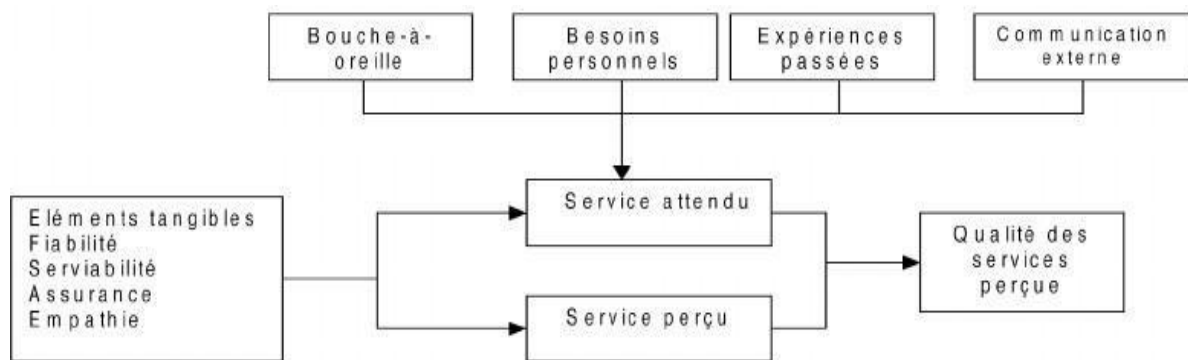 Bouche-à-
oreille
Besoins
personnels
Expériences
passées
Communication
externe
Eléments tangibles
Fiabilité
Serviabilité
Assurance
Empathie
Service attendu
Service perçu
Qualité des
services
perçue